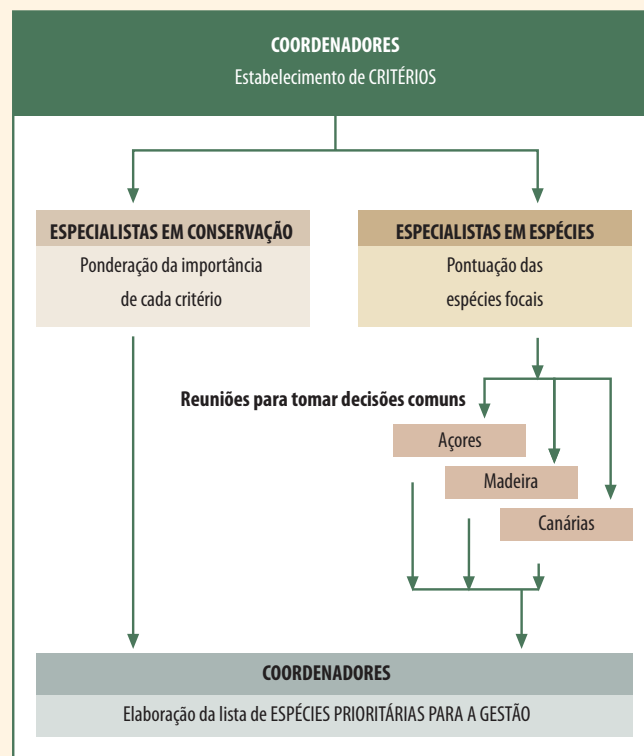 COORDENADORES
Estabelecimento de CRITÉRIOS
ESPECIALISTAS EM CONSERVAÇÃO
Ponderação da importância
de cada critério
ESPECIALISTAS EM ESPÉCIES
Pontuação das
espécies focais
Reuniões para tomar decisões comuns
Açores
Madeira
Canárias
COORDENADORES
Elaboração da lista de ESPÉCIES PRIORITÁRIAS PARA A GESTÃO